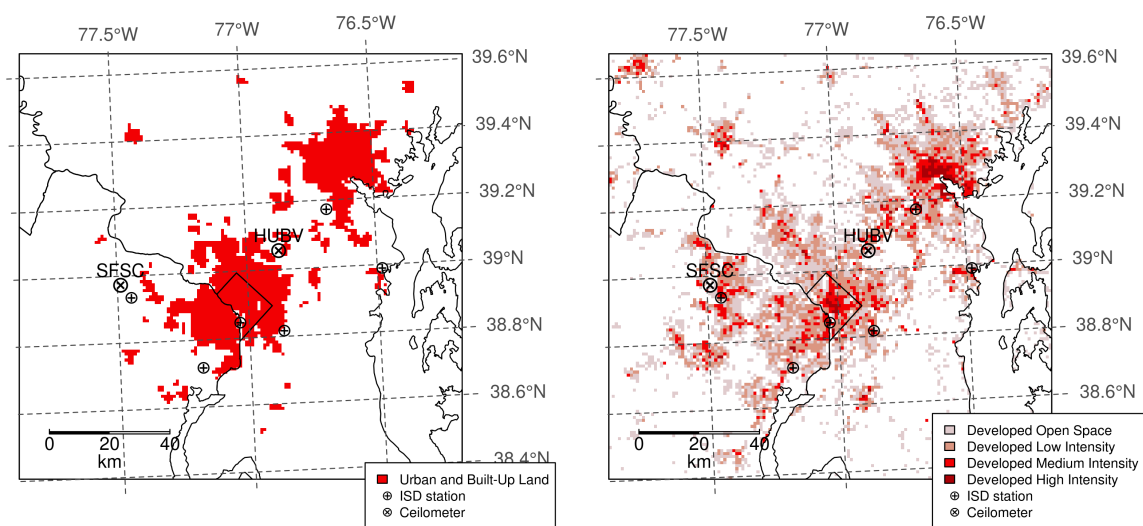 77.5°W 77°W 76.5°W
39.6°N
39.4°N
39.2°N
HUBV
39°N
SFSC
38.8°N
38.6°N
0 20 40
km
38.4°N
Urban and Built-Up Land
ISD station
Ceilometer
77.5°W 77°W 76.5°W
39.6°N
39.4°N
39.2°N
HUBV
39°N
SFSC
38.8°N
38.6°N
0 20 40
km
Developed Open Space
Developed Low Intensity
Developed Medium Intensity
Developed High Intensity
ISD station
Ceilometer